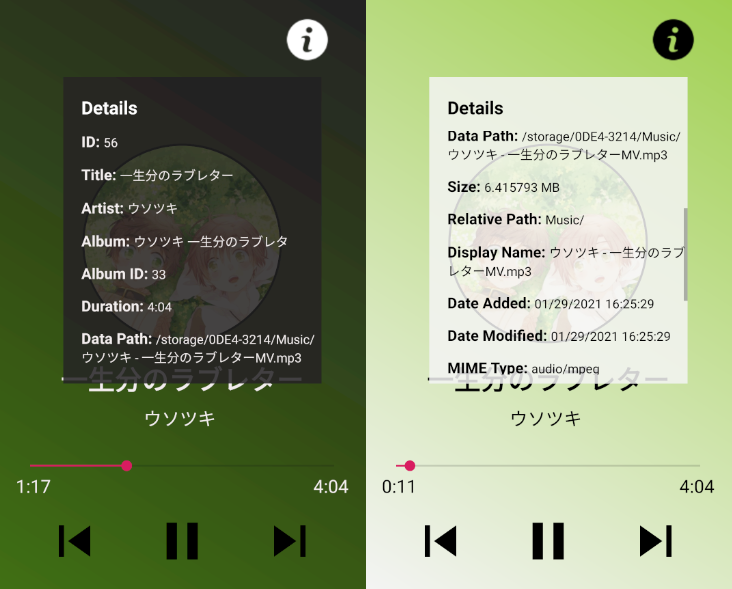 Details
ID: 56
Title: 一生分のラブレター
Artist: ウソツキ
Album: ウソツキ 一生分のラブレタ
Album ID: 33
Duration: 4:04
Data Path: /storage/0DE4-3214/Music/
ウソツキ - 一生分のラブレターMV.mp3
一生分のラブレター
ウソツキ
1:17 4:04
Details
Data Path: /storage/0DE4-3214/Music/
ウソツキ - 一生分のラブレターMV.mp3
Size: 6.415793 MB
Relative Path: Music/
Display Name: ウソツキ - 一生分のラブ
レターMV.mp3
Date Added: 01/29/2021 16:25:29
Date Modified: 01/29/2021 16:25:29
MIME Type: audio/mpeg
一生分のラブレター
ウソツキ
0:11 4:04